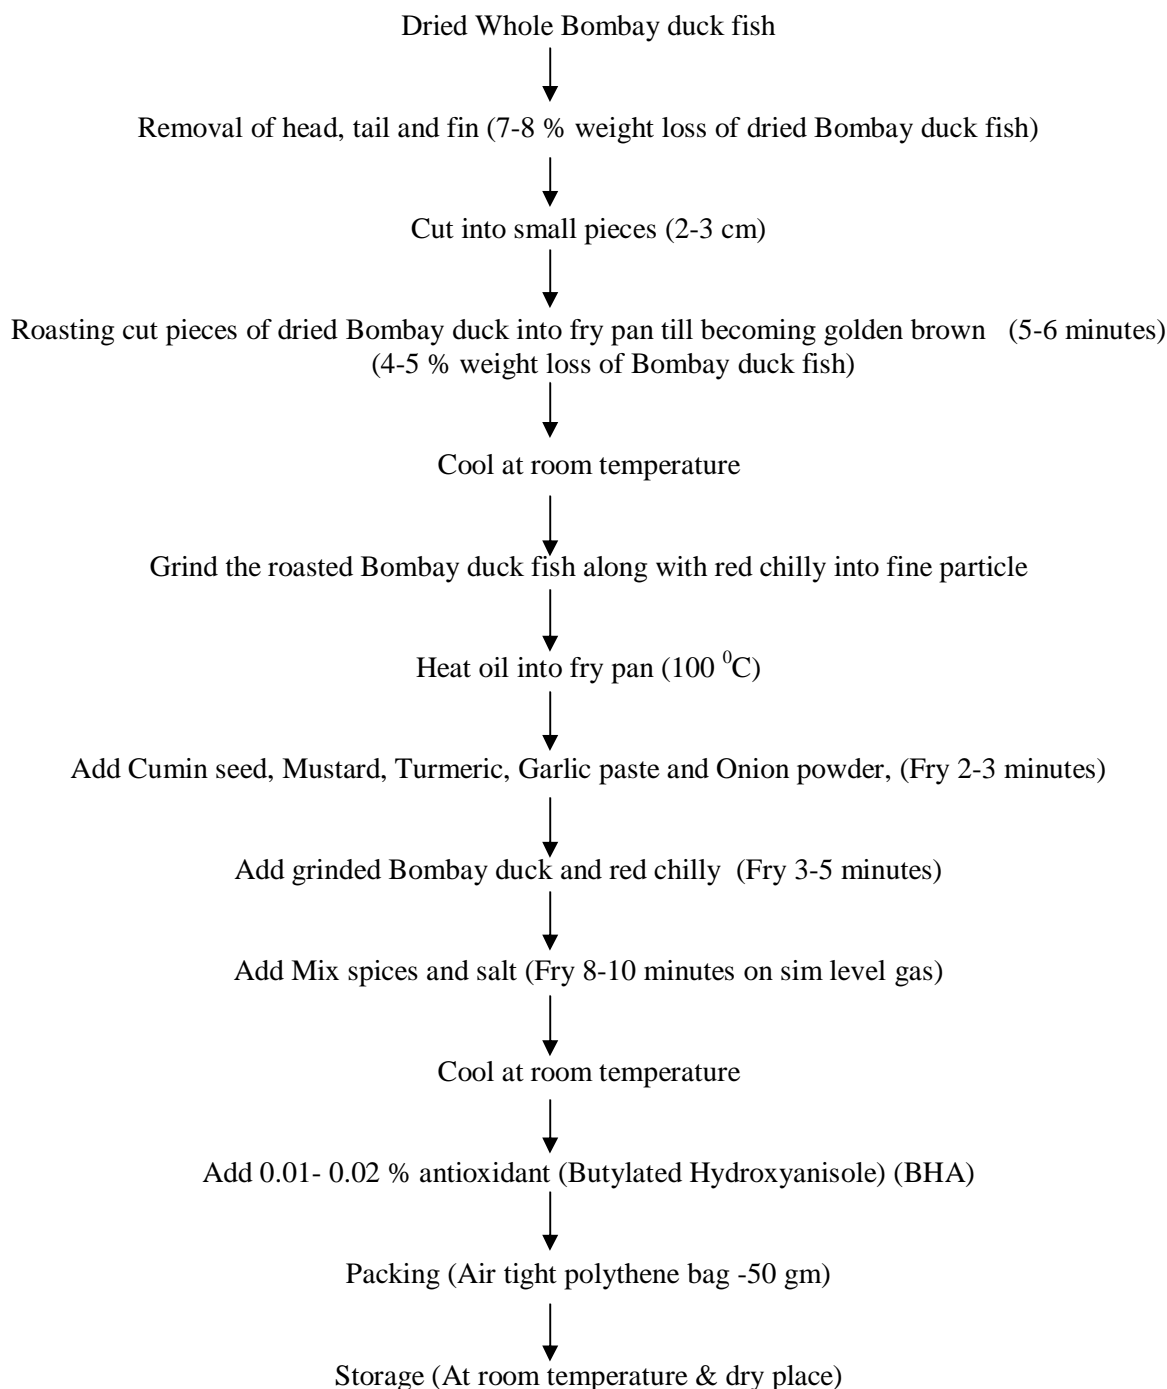 Dried Whole Bombay duck fish
Removal of head, tail and fin (7-8 % weight loss of dried Bombay duck fish)
Cut into small pieces (2-3 cm)
Roasting cut pieces of dried Bombay duck into fry pan till becoming golden brown (5-6 minutes)
(4-5 % weight loss of Bombay duck fish)
Cool at room temperature
Grind the roasted Bombay duck fish along with red chilly into fine particle
Heat oil into fry pan (100 ⁰C)
Add Cumin seed, Mustard, Turmeric, Garlic paste and Onion powder, (Fry 2-3 minutes)
Add grinded Bombay duck and red chilly (Fry 3-5 minutes)
Add Mix spices and salt (Fry 8-10 minutes on sim level gas)
Cool at room temperature
Add 0.01- 0.02 % antioxidant (Butylated Hydroxyanisole) (BHA)
Packing (Air tight polythene bag -50 gm)
Storage (At room temperature & dry place)